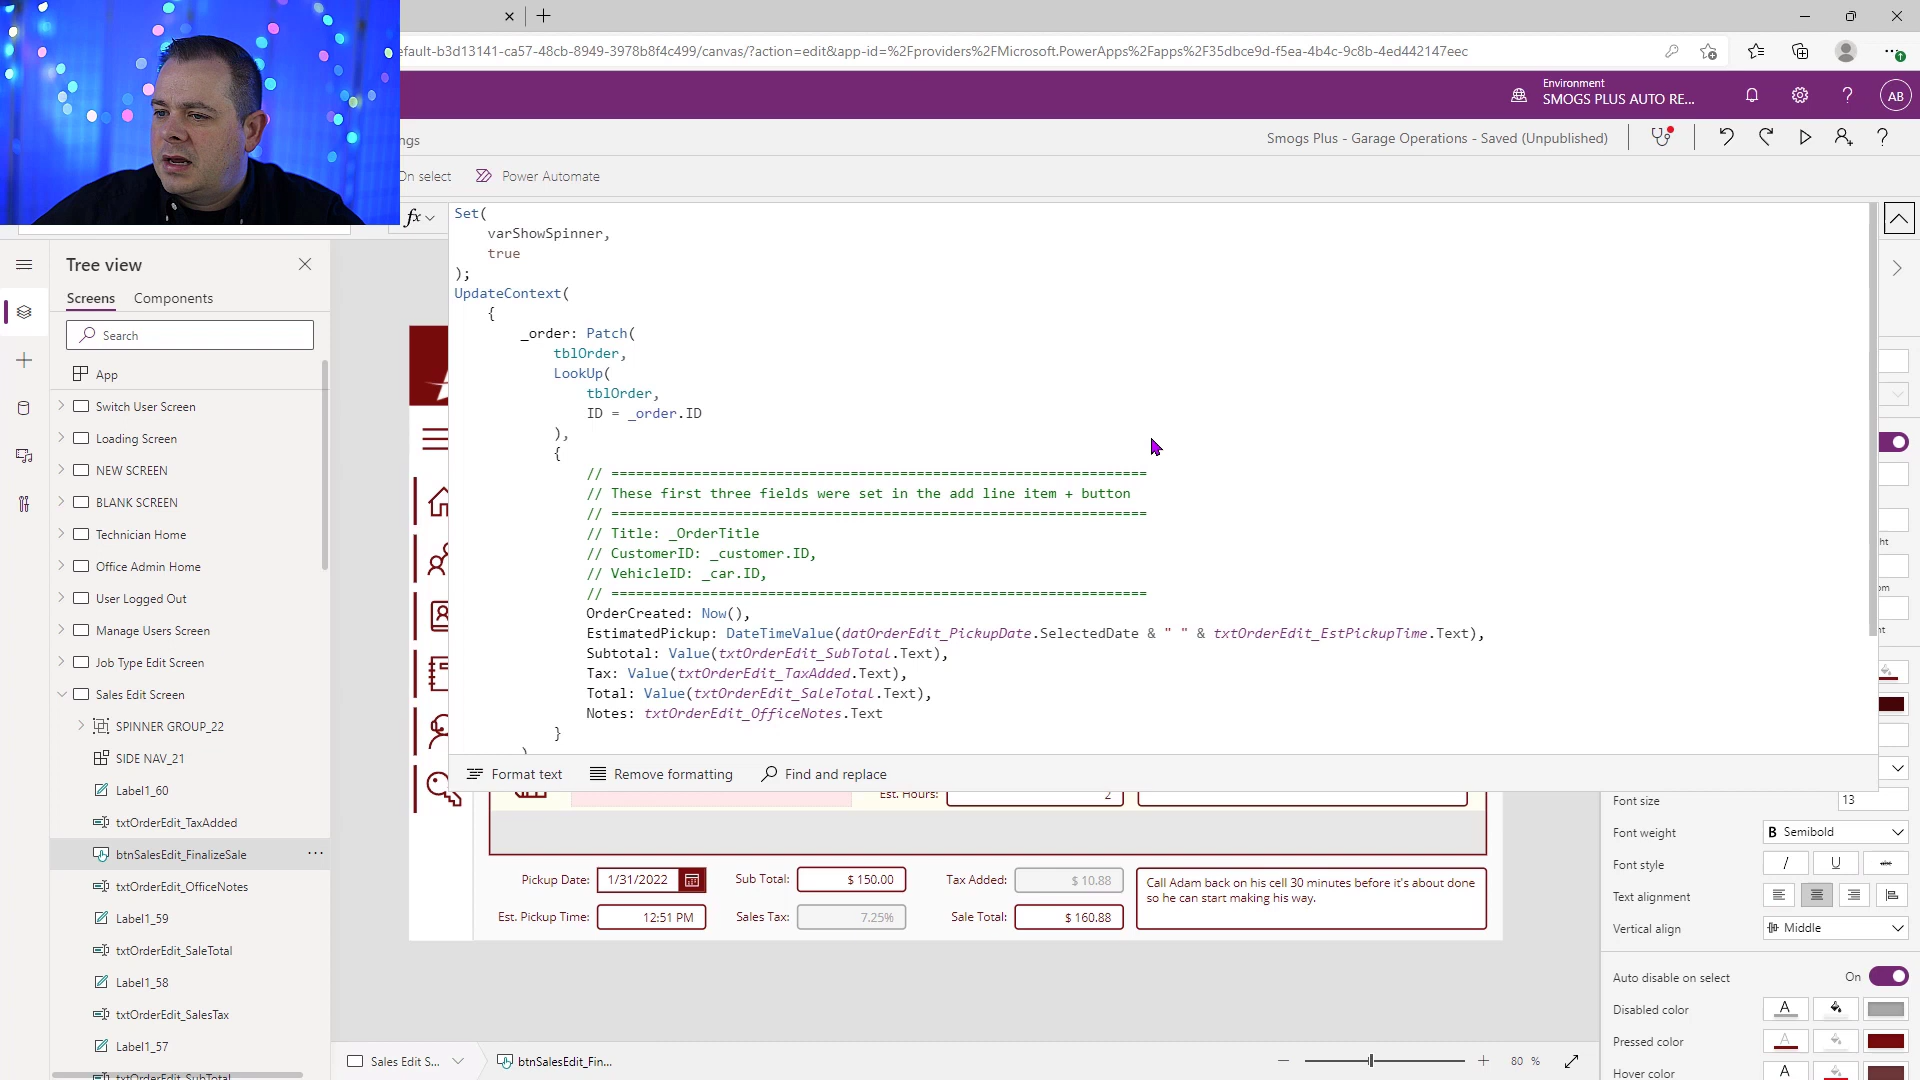 efault-b3d13141-ca57-48cb-8949-3978b8f4c499/canvas/?action=edit&app-id=%2Fproviders%2FMicrosoft.PowerApps%2Fapps%2F35dbce9d-f5ea-4b4c-9c8b-4ed442147eec
Environment
SMOGS PLUS AUTO RE...
AB
ngs
Smogs Plus - Garage Operations - Saved (Unpublished)
On select
Power Automate
fx
Set(
varShowSpinner,
true
);
UpdateContext(
{
_order: Patch(
tblOrder,
LookUp(
tblOrder,
ID = _order.ID
),
{
// =================================================================
// These first three fields were set in the add line item + button
// =================================================================
// Title: _OrderTitle
// CustomerID: _customer.ID,
// VehicleID: _car.ID,
// =================================================================
OrderCreated: Now(),
EstimatedPickup: DateTimeValue(datOrderEdit_PickupDate.SelectedDate & " " & txtOrderEdit_EstPickupTime.Text),
Subtotal: Value(txtOrderEdit_SubTotal.Text),
Tax: Value(txtOrderEdit_TaxAdded.Text),
Total: Value(txtOrderEdit_SaleTotal.Text),
Notes: txtOrderEdit_OfficeNotes.Text
}
)
Format text
Remove formatting
Find and replace
Tree view
Screens
Components
Search
App
Switch User Screen
Loading Screen
NEW SCREEN
BLANK SCREEN
Technician Home
Office Admin Home
User Logged Out
Manage Users Screen
Job Type Edit Screen
Sales Edit Screen
SPINNER GROUP_22
SIDE NAV_21
Label1_60
txtOrderEdit_TaxAdded
btnSalesEdit_FinalizeSale
txtOrderEdit_OfficeNotes
Label1_59
txtOrderEdit_SaleTotal
Label1_58
txtOrderEdit_SalesTax
Label1_57
txtOrderEdit_SubTotal
Est. Hours:
2
Pickup Date:
1/31/2022
Sub Total:
$ 150.00
Tax Added:
$ 10.88
Est. Pickup Time:
12:51 PM
Sales Tax:
7.25%
Sale Total:
$ 160.88
Call Adam back on his cell 30 minutes before it's about done
so he can start making his way.
Sales Edit S...
btnSalesEdit_Fin...
80 %
ht
om
nt
Font size
13
Font weight
B Semibold
Font style
/ U abc
Text alignment
Vertical align
Middle
Auto disable on select
On
Disabled color
A
Pressed color
A
Hover color
A